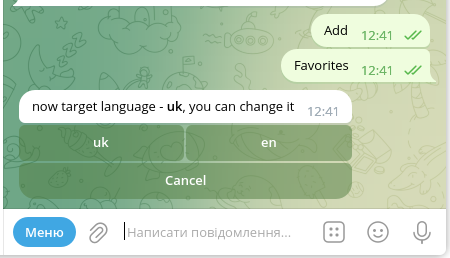 Add 12:41
Favorites 12:41
now target language - uk, you can change it 12:41
uk en
Cancel
Меню Написати повідомлення...